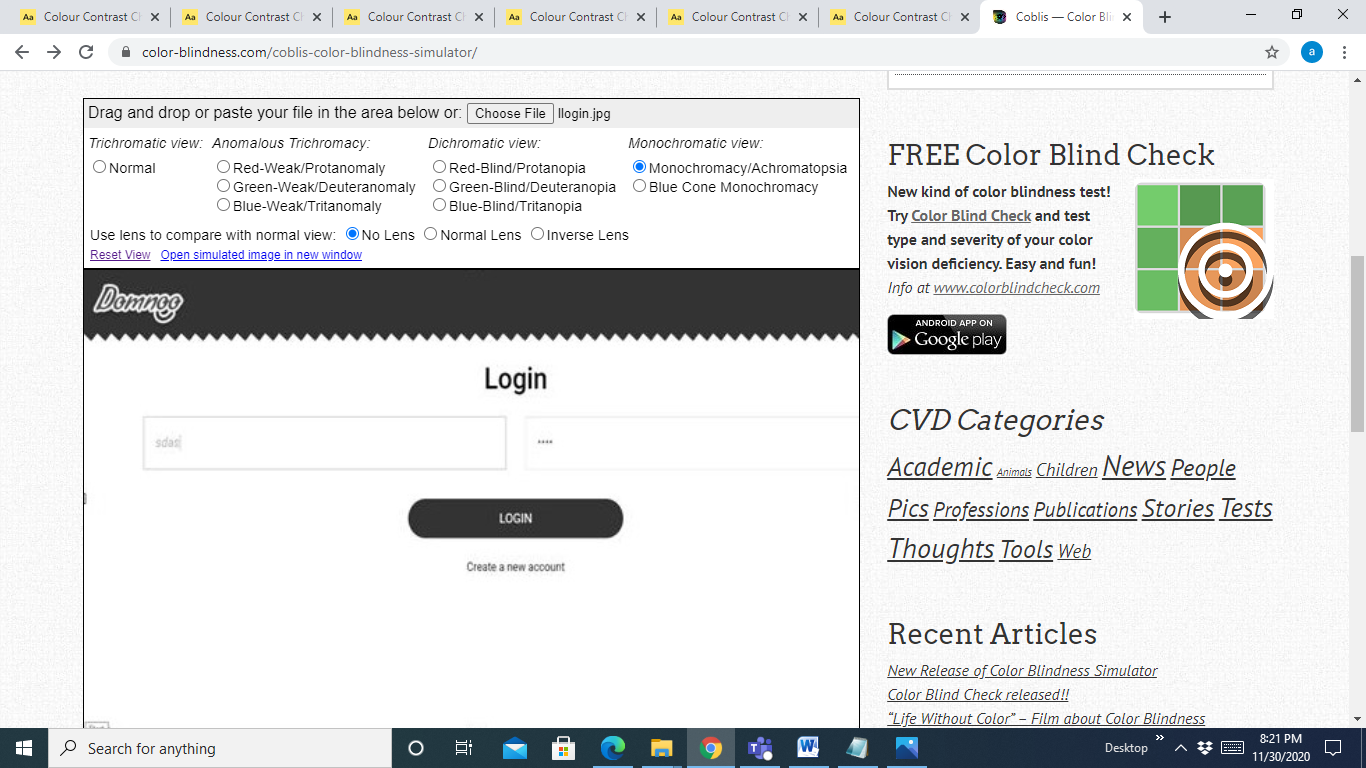 Aa Colour Contrast Ch
Aa Colour Contrast Ch
Aa Colour Contrast Ch
Aa Colour Contrast Ch
Aa Colour Contrast Ch
Aa Colour Contrast Ch
Coblis — Color Blin
color-blindness.com/coblis-color-blindness-simulator/
a
Drag and drop or paste your file in the area below or: Choose File llogin.jpg
Trichromatic view: Anomalous Trichromacy: Dichromatic view: Monochromatic view:
Normal Red-Weak/Protanomaly Red-Blind/Protanopia Monochromacy/Achromatopsia
Green-Weak/Deuteranomaly Green-Blind/Deuteranopia Blue Cone Monochromacy
Blue-Weak/Tritanomaly Blue-Blind/Tritanopia
Use lens to compare with normal view: No Lens Normal Lens Inverse Lens
Reset View Open simulated image in new window
Domngg
Login
sdas
••••
LOGIN
Create a new account
FREE Color Blind Check
New kind of color blindness test!
Try Color Blind Check and test
type and severity of your color
vision deficiency. Easy and fun!
Info at www.colorblindcheck.com
ANDROID APP ON
Google play
CVD Categories
Academic Animals Children News People
Pics Professions Publications Stories Tests
Thoughts Tools Web
Recent Articles
New Release of Color Blindness Simulator
Color Blind Check released!!
“Life Without Color” – Film about Color Blindness
Search for anything
Desktop
8:21 PM
11/30/2020